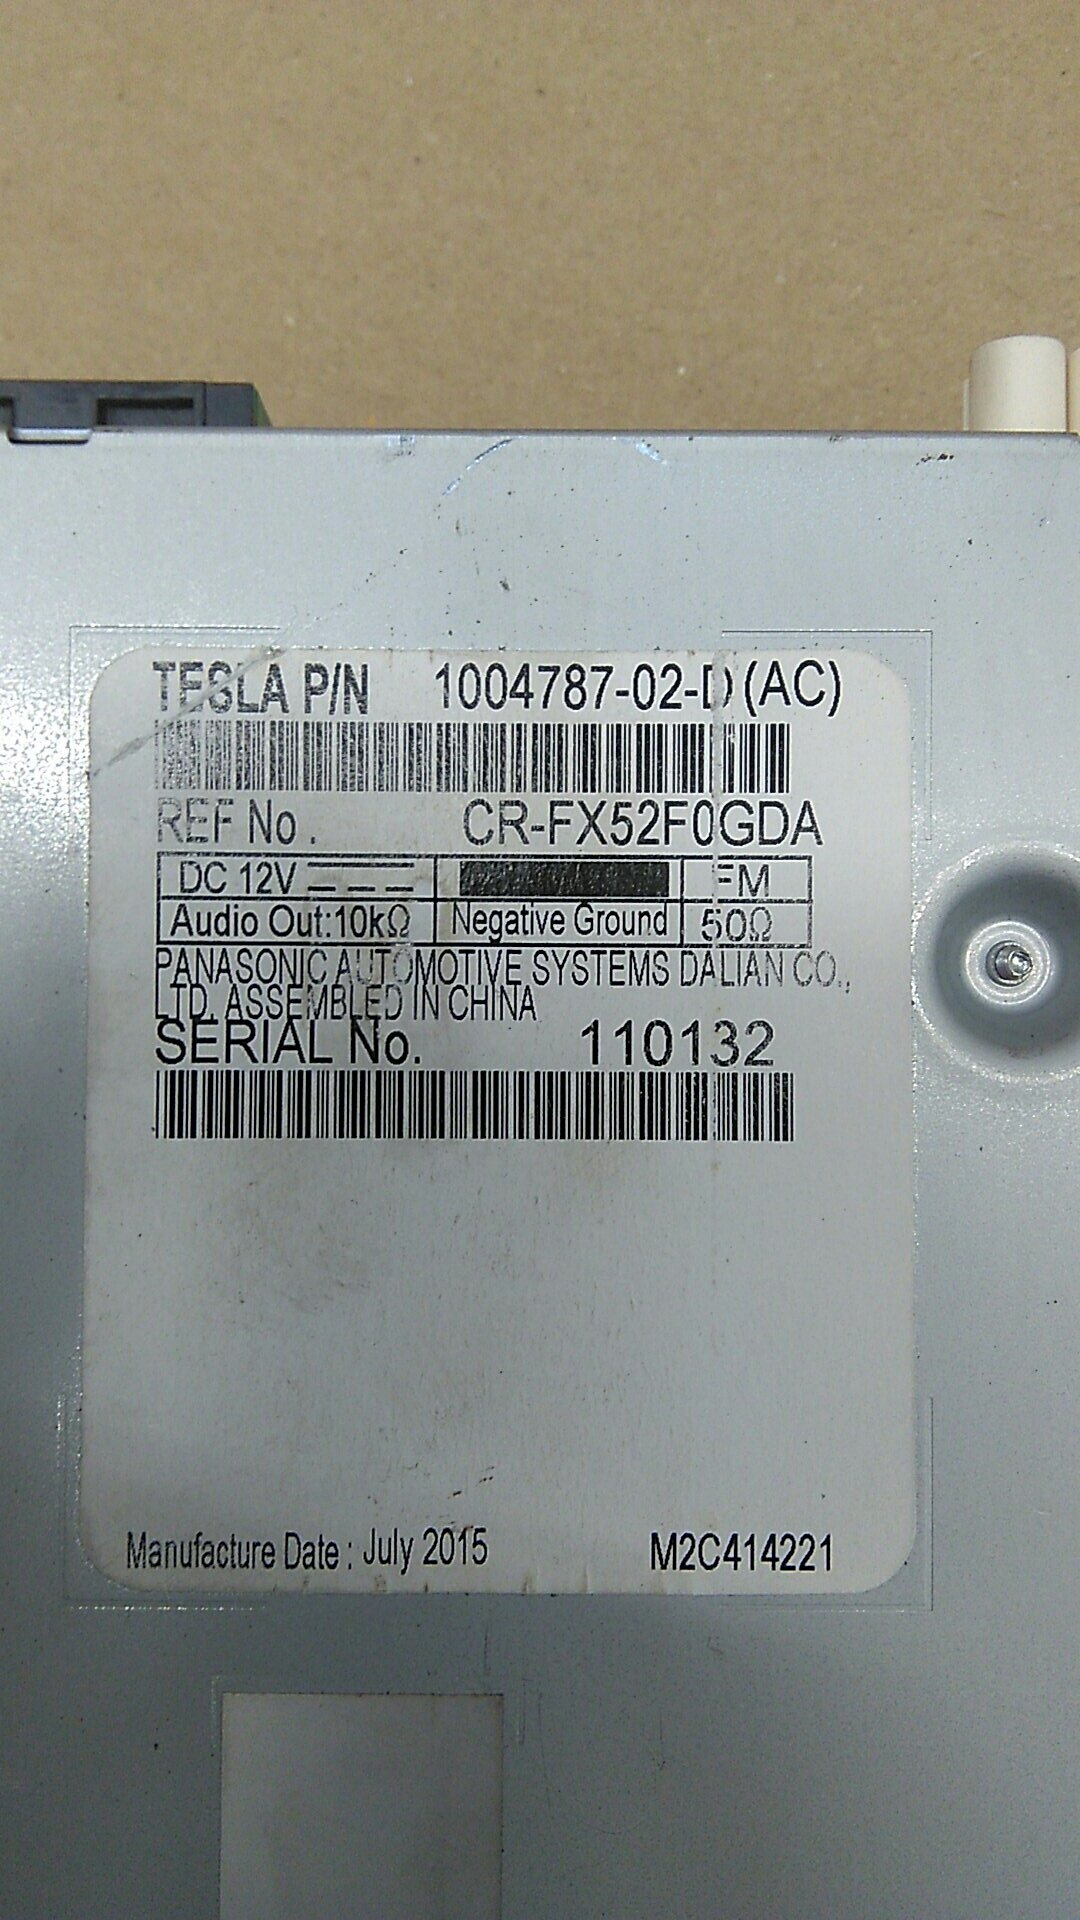 TESLA P/N 1004787-02-D (AC)
REF No. CR-FX52F0GDA
DC 12V FM
Audio Out:10kΩ Negative Ground 50Ω
PANASONIC AUTOMOTIVE SYSTEMS DALIAN CO.,
LTD. ASSEMBLED IN CHINA
SERIAL No. 110132
Manufacture Date : July 2015 M2C414221